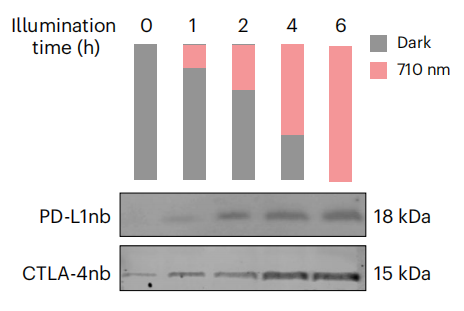 Illumination time (h) 0 1 2 4 6
Dark
710 nm
PD-L1nb 18 kDa
CTLA-4nb 15 kDa